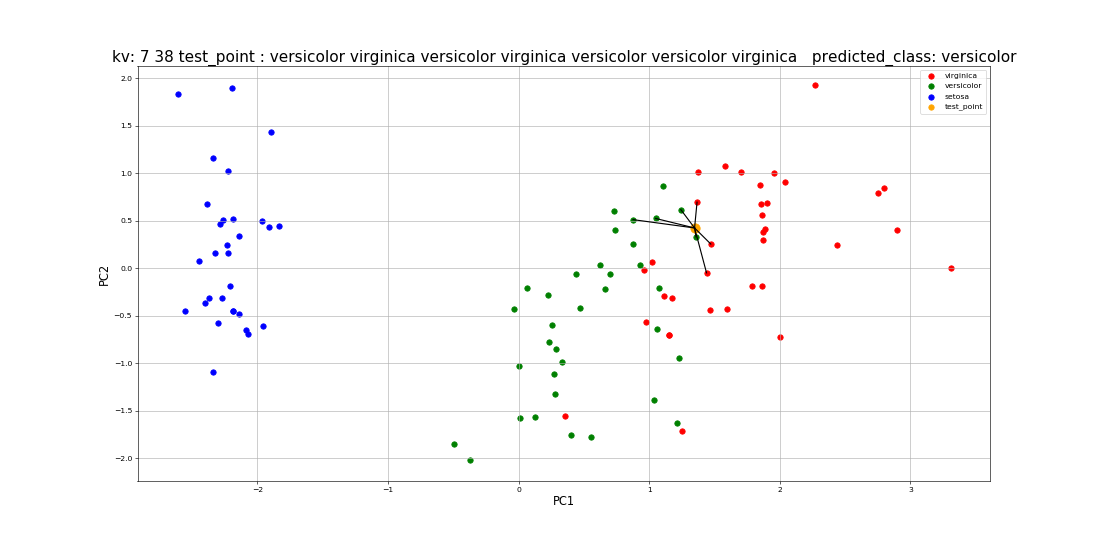 kv: 7 38 test_point : versicolor virginica versicolor virginica versicolor versicolor virginica   predicted_class: versicolor
virginica
versicolor
setosa
test_point
2.0
1.5
1.0
0.5
0.0
−0.5
−1.0
−1.5
−2.0
PC2
−2
−1
0
1
2
3
PC1